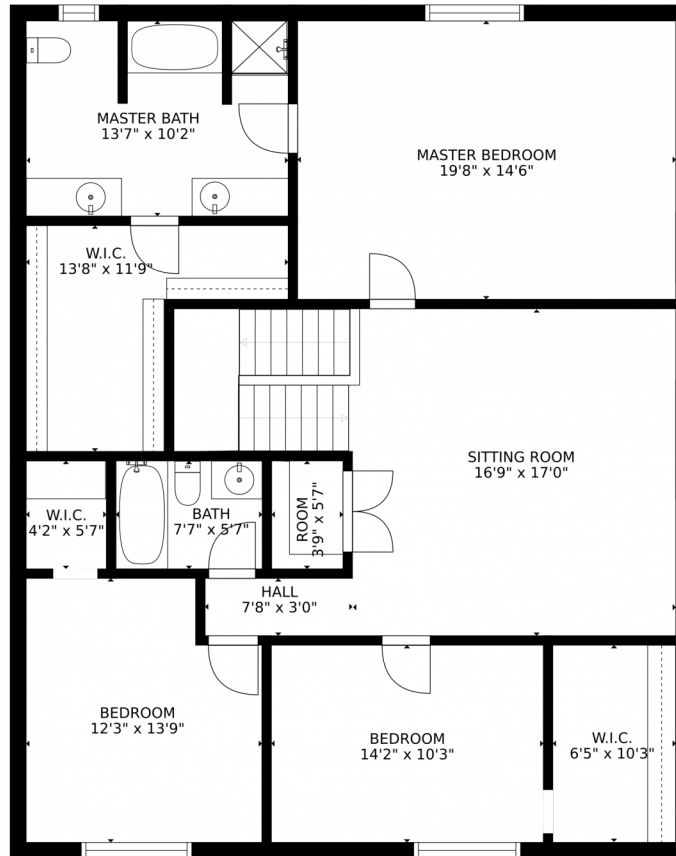 MASTER BATH
13'7" x 10'2"
MASTER BEDROOM
19'8" x 14'6"
W.I.C.
13'8" x 11'9"
SITTING ROOM
16'9" x 17'0"
W.I.C.
4'2" x 5'7"
BATH
7'7" x 5'7"
ROOM
3'9" x 5'7"
HALL
7'8" x 3'0"
BEDROOM
12'3" x 13'9"
BEDROOM
14'2" x 10'3"
W.I.C.
6'5" x 10'3"